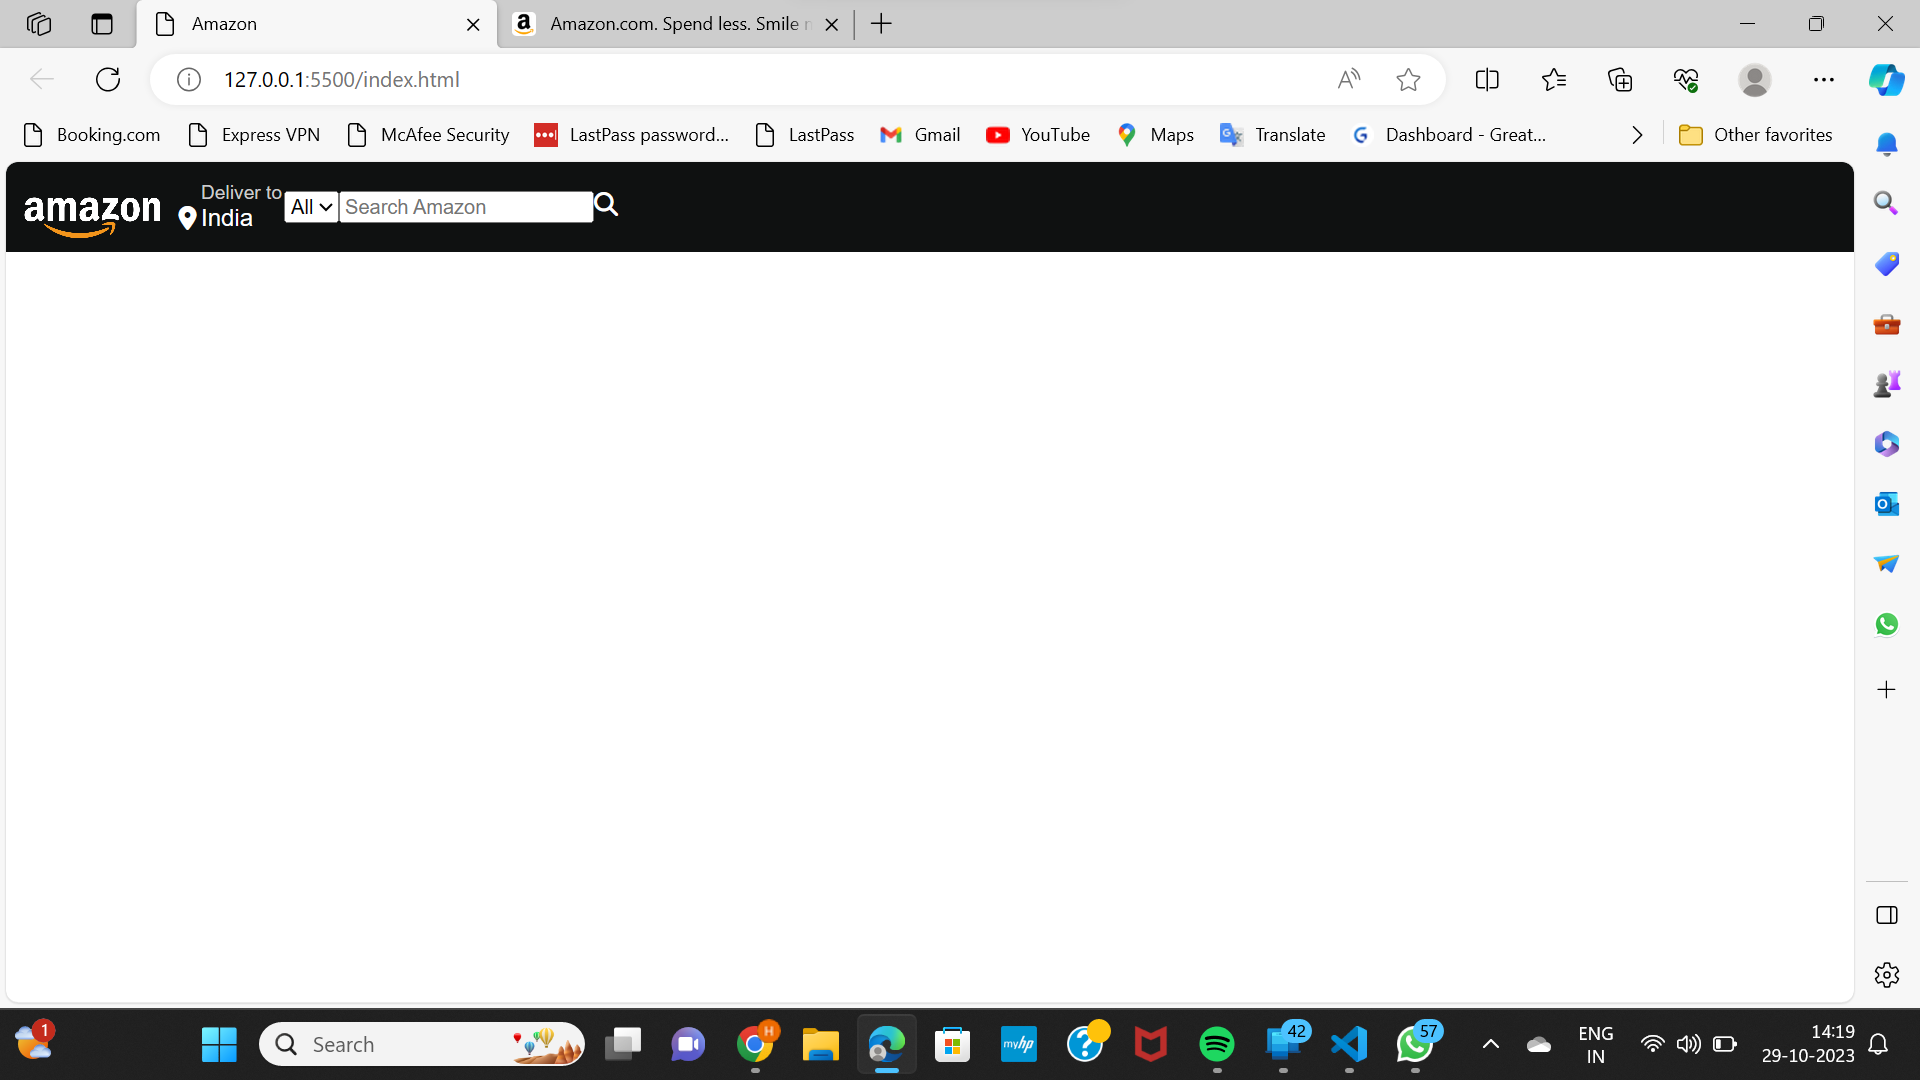 Amazon
Amazon.com. Spend less. Smile
127.0.0.1:5500/index.html
Booking.com
Express VPN
McAfee Security
LastPass password...
LastPass
Gmail
YouTube
Maps
Translate
Dashboard - Great...
Other favorites
amazon
Deliver to
India
All
Search Amazon
1
Search
H
myhp
42
57
ENG
IN
14:19
29-10-2023